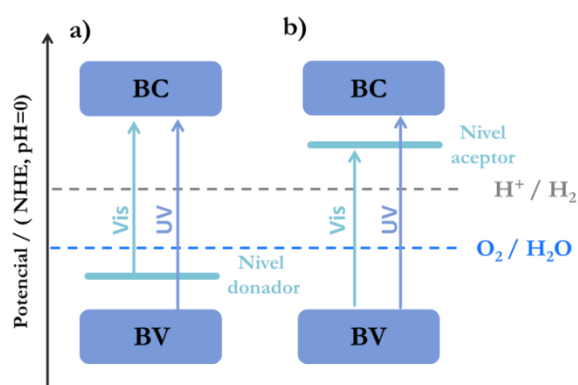 a)
b)
BC
BC
Nivel
aceptor
H⁺ / H₂
Vis
UV
Vis
UV
O₂ / H₂O
Nivel
donador
BV
BV
Potencial / ( NHE, pH=0)